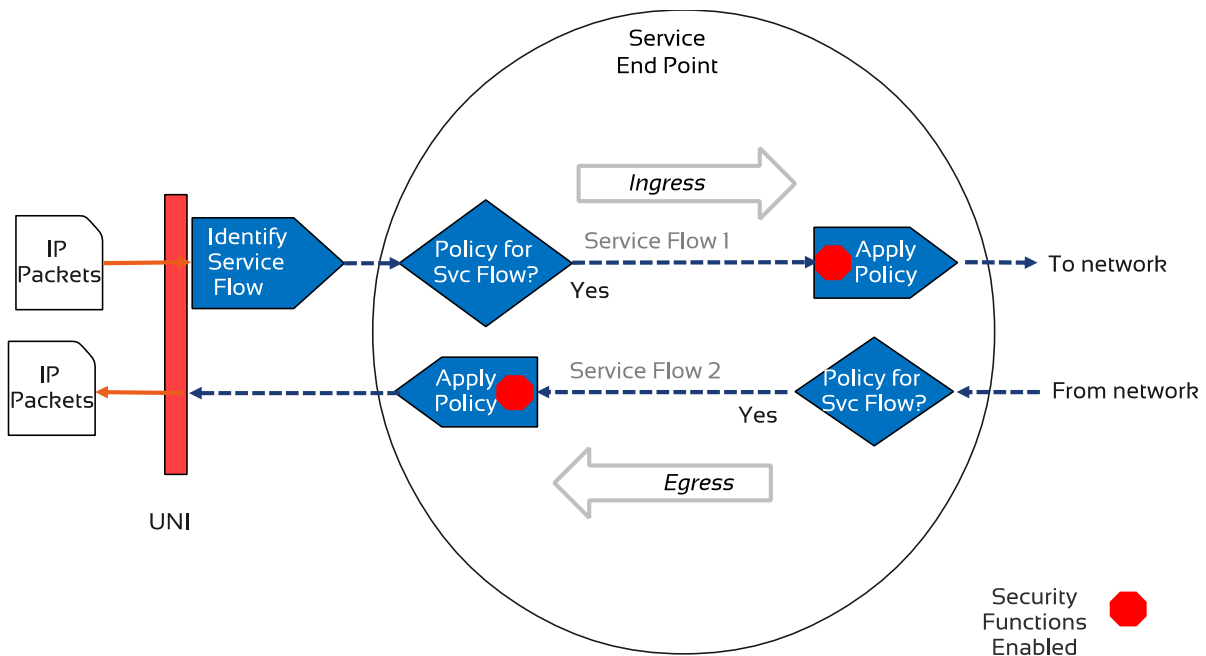 Service
End Point
Ingress
IP
Packets
Identify
Service
Flow
Policy for
Svc Flow?
Service Flow 1
Yes
Apply
Policy
To network
IP
Packets
Apply
Policy
Service Flow 2
Yes
Policy for
Svc Flow?
From network
Egress
UNI
Security
Functions
Enabled